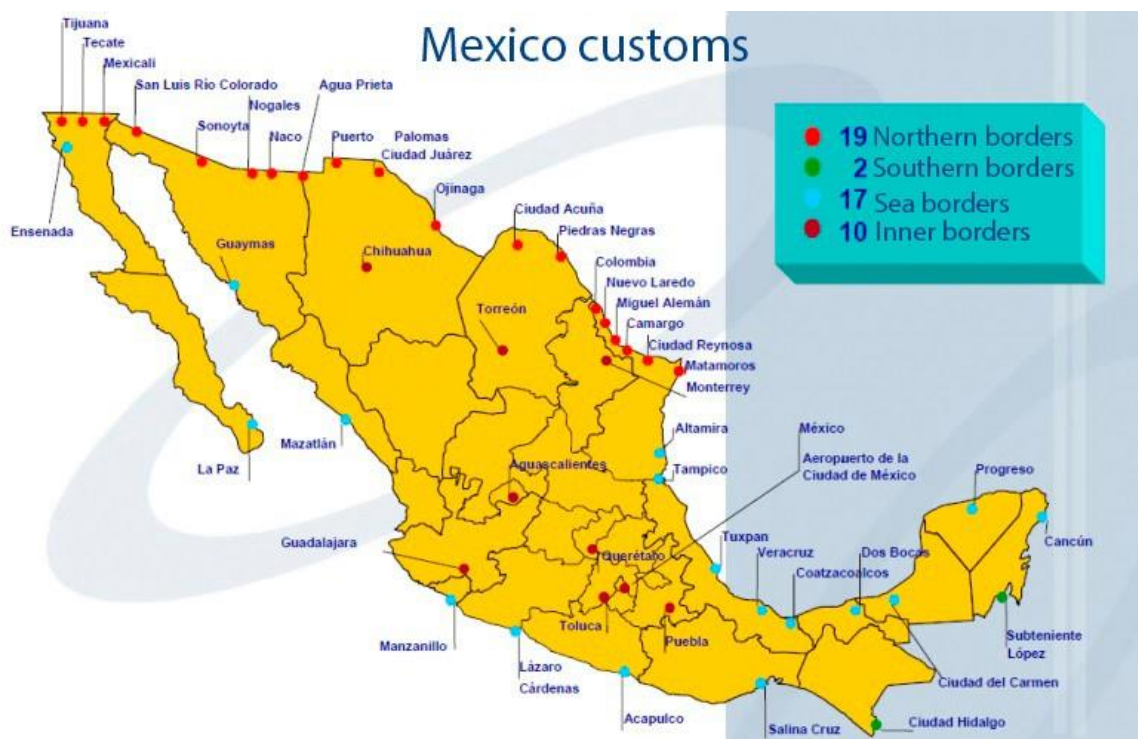 Mexico customs
Tijuana
Tecate
Mexicali
San Luis Río Colorado
Agua Prieta
Nogales
Sonoyta
Naco
Puerto
Palomas
Ciudad Juárez
Ojinaga
Ciudad Acuña
Piedras Negras
19 Northern borders
2 Southern borders
17 Sea borders
10 Inner borders
Ensenada
Guaymas
Chihuahua
Colombia
Nuevo Laredo
Miguel Alemán
Torreón
Camargo
Ciudad Reynosa
Matamoros
Monterrey
La Paz
Mazatlán
Altamira
México
Aguascalientes
Tampico
Aeropuerto de la
Ciudad de México
Progreso
Guadalajara
Querétaro
Tuxpan
Veracruz
Dos Bocas
Cancún
Coatzacoalcos
Manzanillo
Toluca
Puebla
Subteniente
López
Lázaro
Cárdenas
Ciudad del Carmen
Acapulco
Salina Cruz
Ciudad Hidalgo